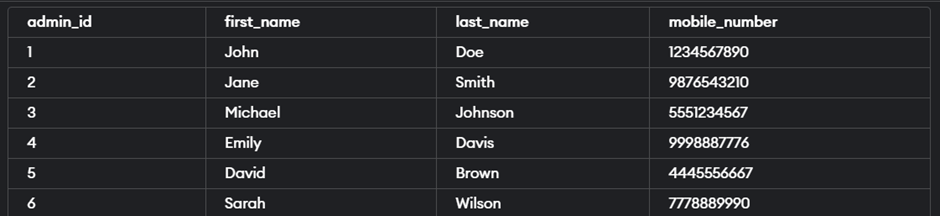 admin_id first_name last_name mobile_number
1 John Doe 1234567890
2 Jane Smith 9876543210
3 Michael Johnson 5551234567
4 Emily Davis 9998887776
5 David Brown 4445556667
6 Sarah Wilson 7778889990